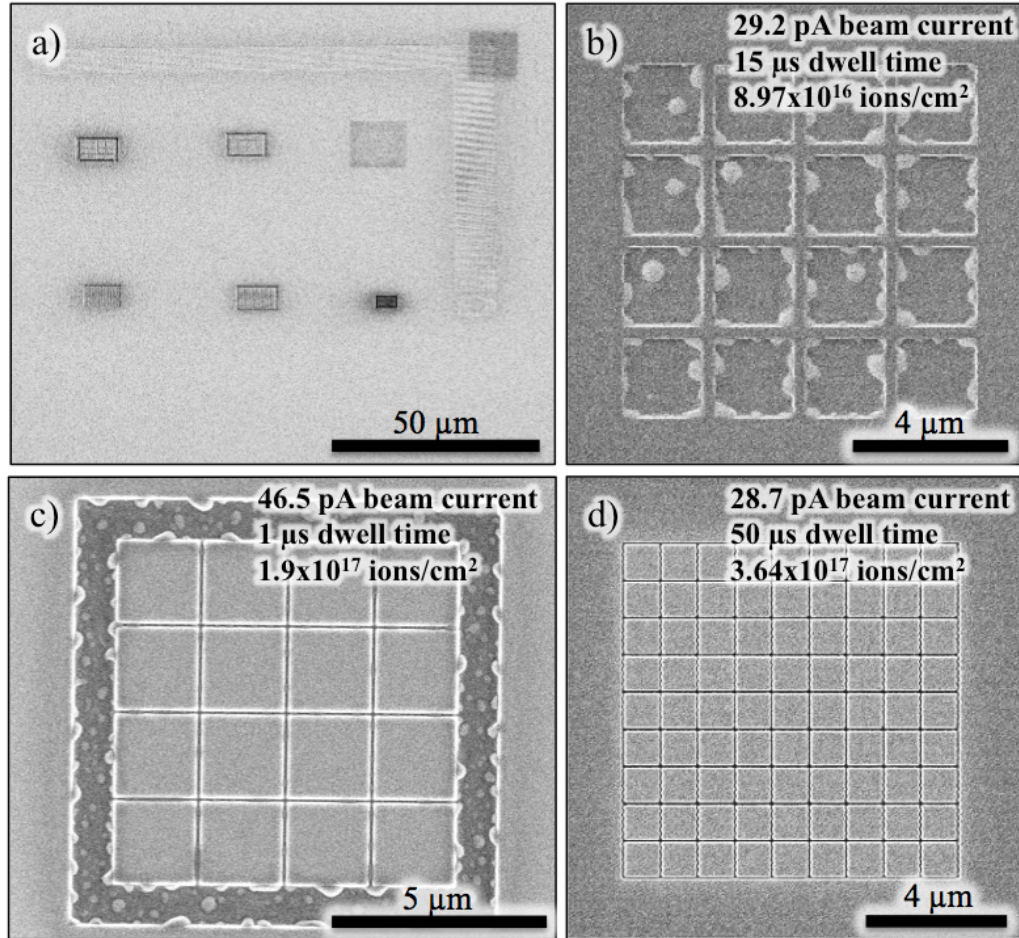 a)
50 µm
b)
29.2 pA beam current
15 µs dwell time
8.97x10¹⁶ ions/cm²
4 µm
c)
46.5 pA beam current
1 µs dwell time
1.9x10¹⁷ ions/cm²
5 µm
d)
28.7 pA beam current
50 µs dwell time
3.64x10¹⁷ ions/cm²
4 µm